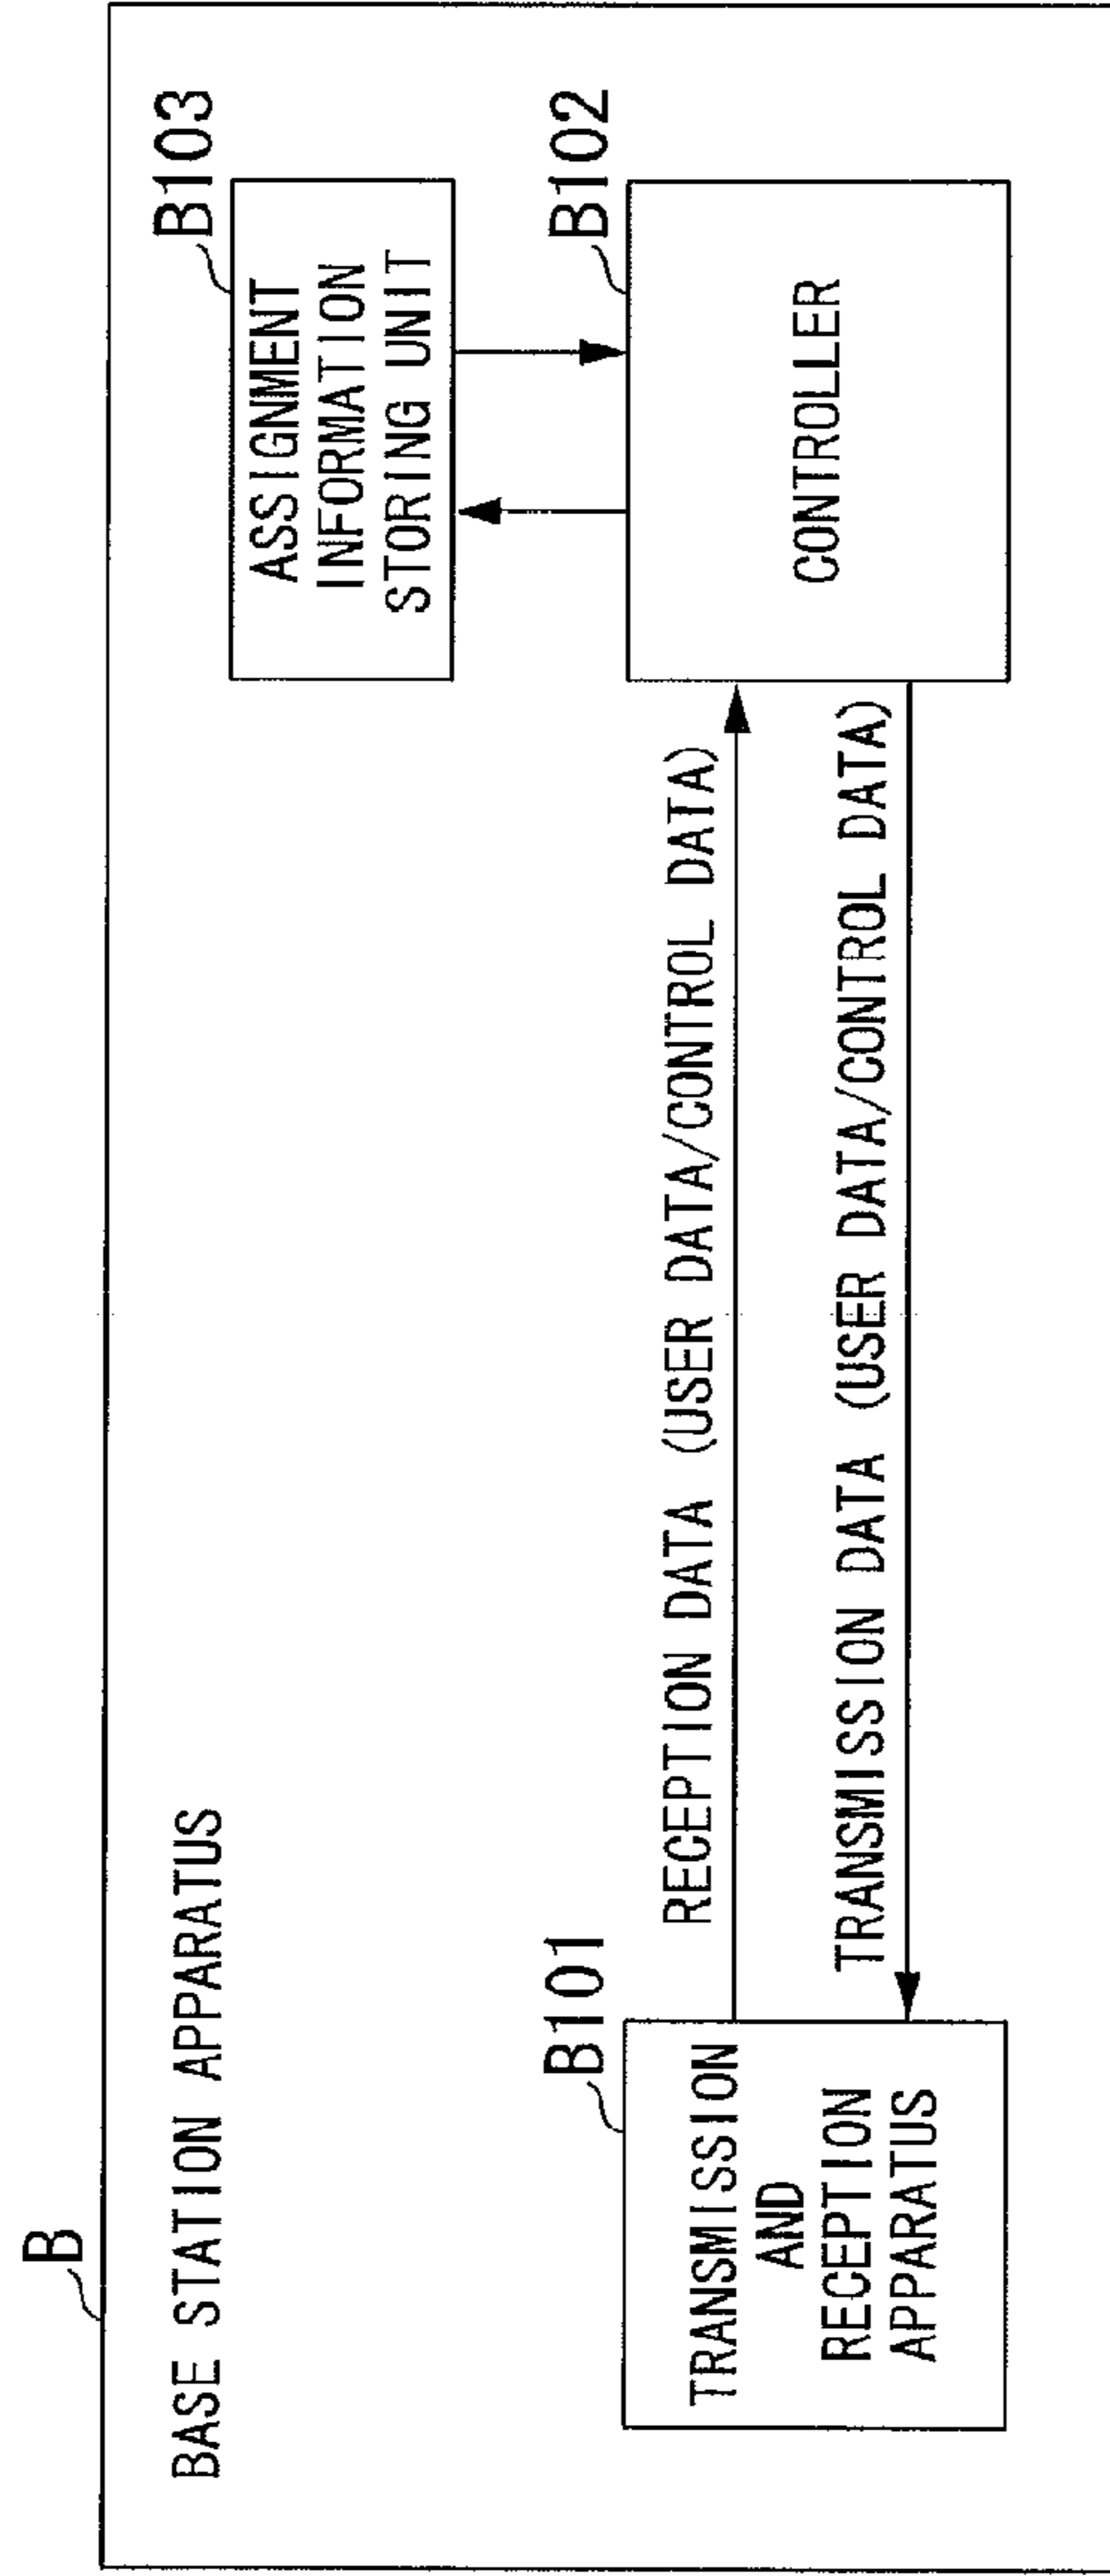 B
BASE STATION APPARATUS
B103
ASSIGNMENT
INFORMATION
STORING UNIT
B101
TRANSMISSION
AND
RECEPTION
APPARATUS
RECEPTION DATA (USER DATA/CONTROL DATA)
TRANSMISSION DATA (USER DATA/CONTROL DATA)
B102
CONTROLLER